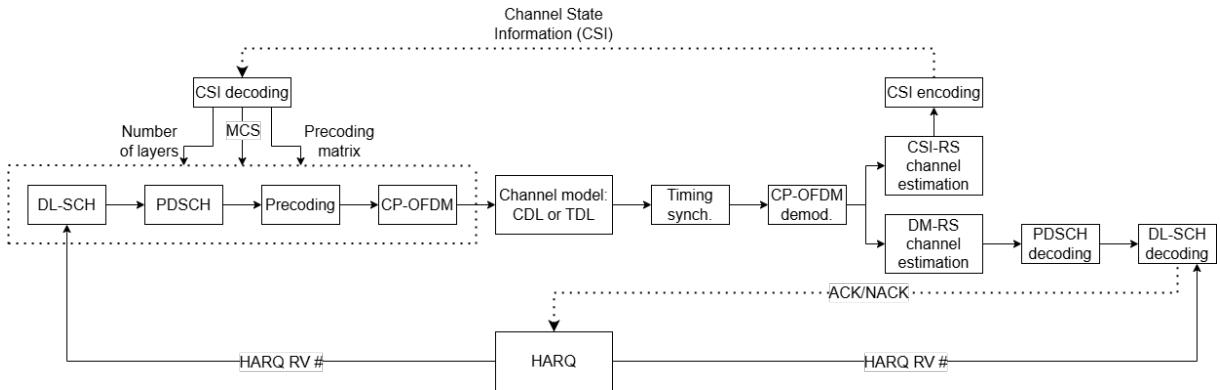 Channel State
Information (CSI)
CSI decoding
CSI encoding
Number
of layers
MCS
Precoding
matrix
CSI-RS
channel
estimation
DL-SCH
PDSCH
Precoding
CP-OFDM
Channel model:
CDL or TDL
Timing
synch.
CP-OFDM
demod.
DM-RS
channel
estimation
PDSCH
decoding
DL-SCH
decoding
ACK/NACK
HARQ
HARQ RV #
HARQ RV #